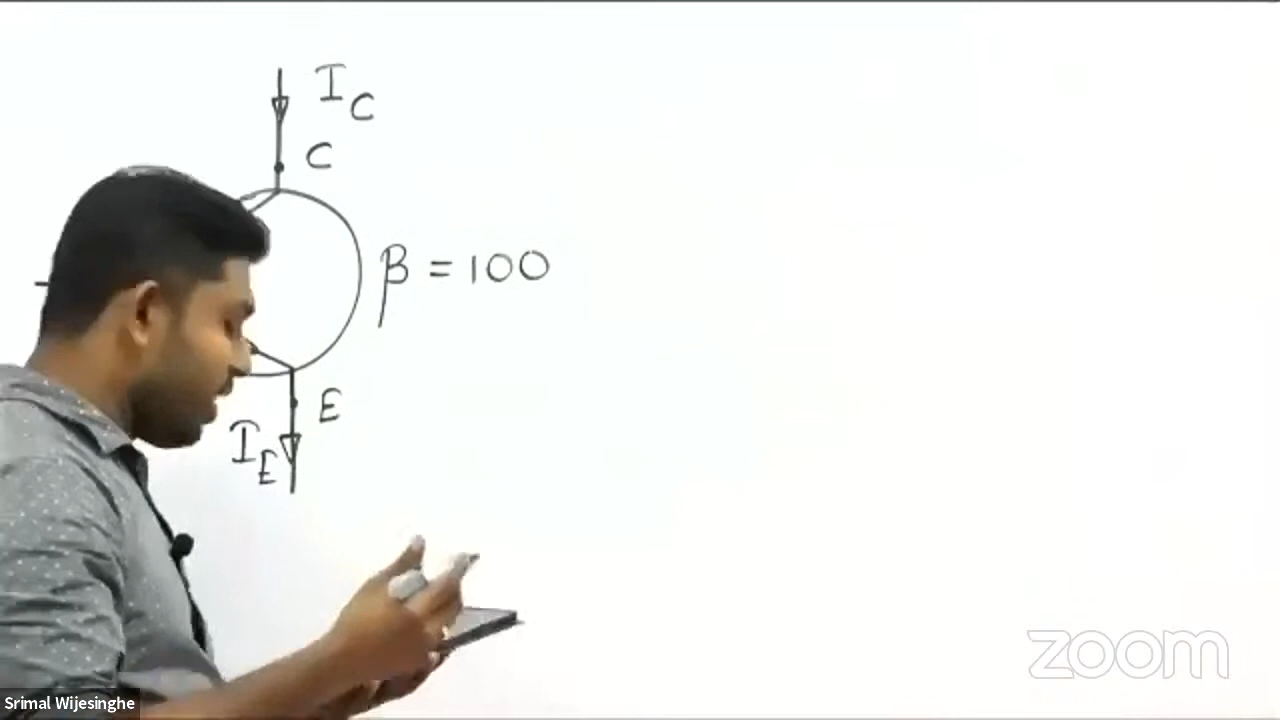 I_C
C
β = 100
E
I_E
zoom
Srimal Wijesinghe